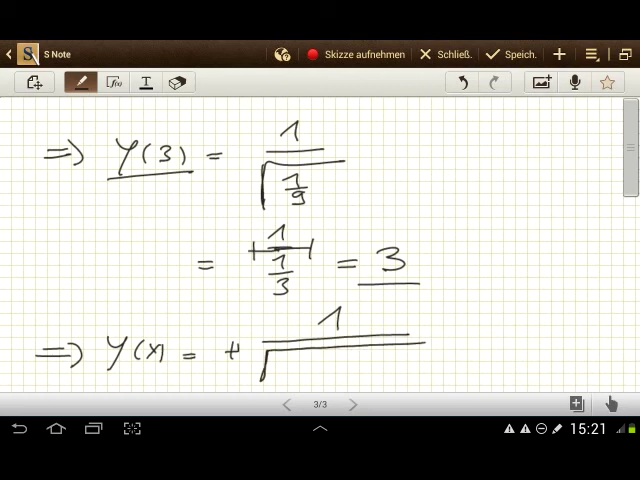 S Note
Skizze aufnehmen
Schließ.
Speich.
f(x)
T
=> y(3) = 1/√(1/9)
= 1/(1/3) = 3
=> y(x) = + 1/√
3/3
15:21